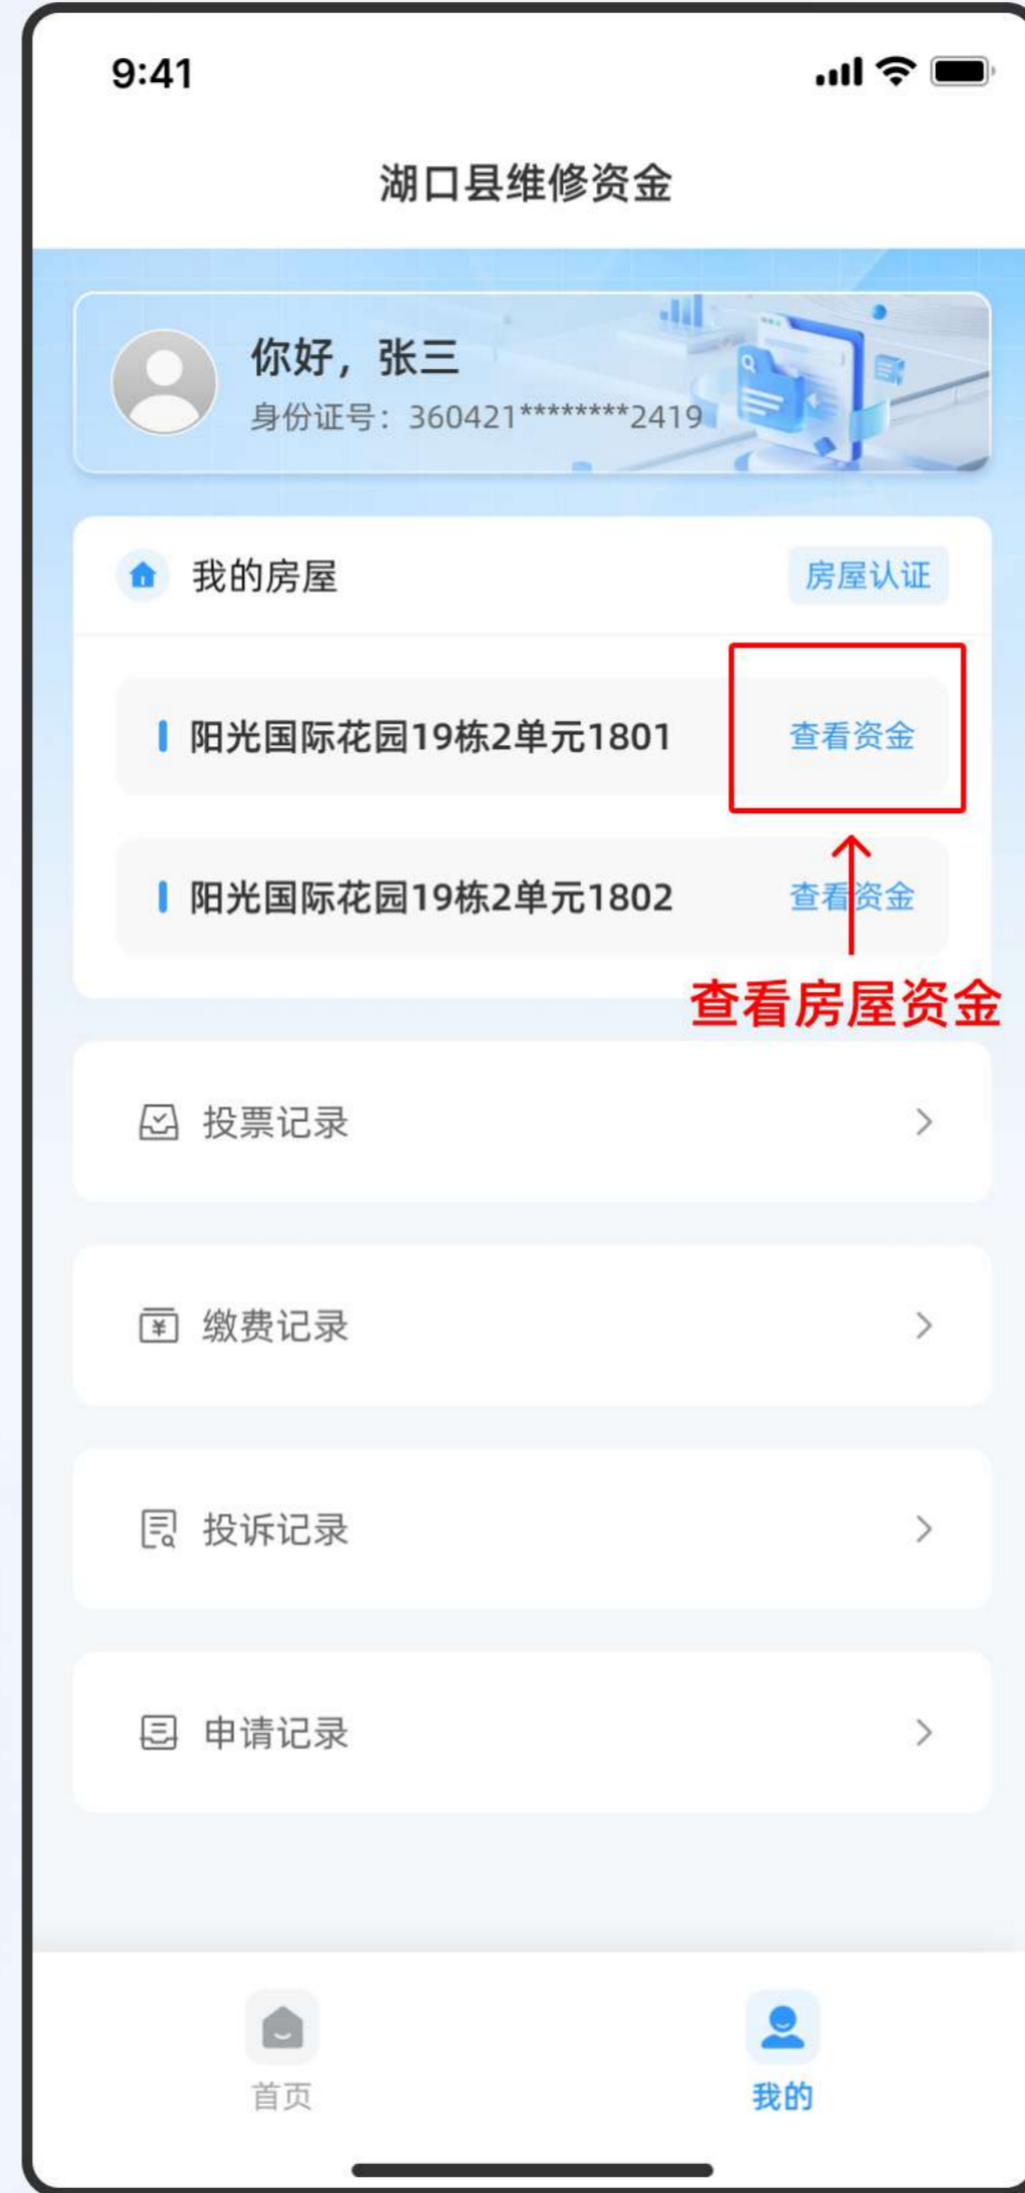 9:41
湖口县维修资金
你好，张三
身份证号：360421********2419
我的房屋
房屋认证
阳光国际花园19栋2单元1801
查看资金
阳光国际花园19栋2单元1802
查看资金
查看房屋资金
投票记录
缴费记录
投诉记录
申请记录
首页
我的